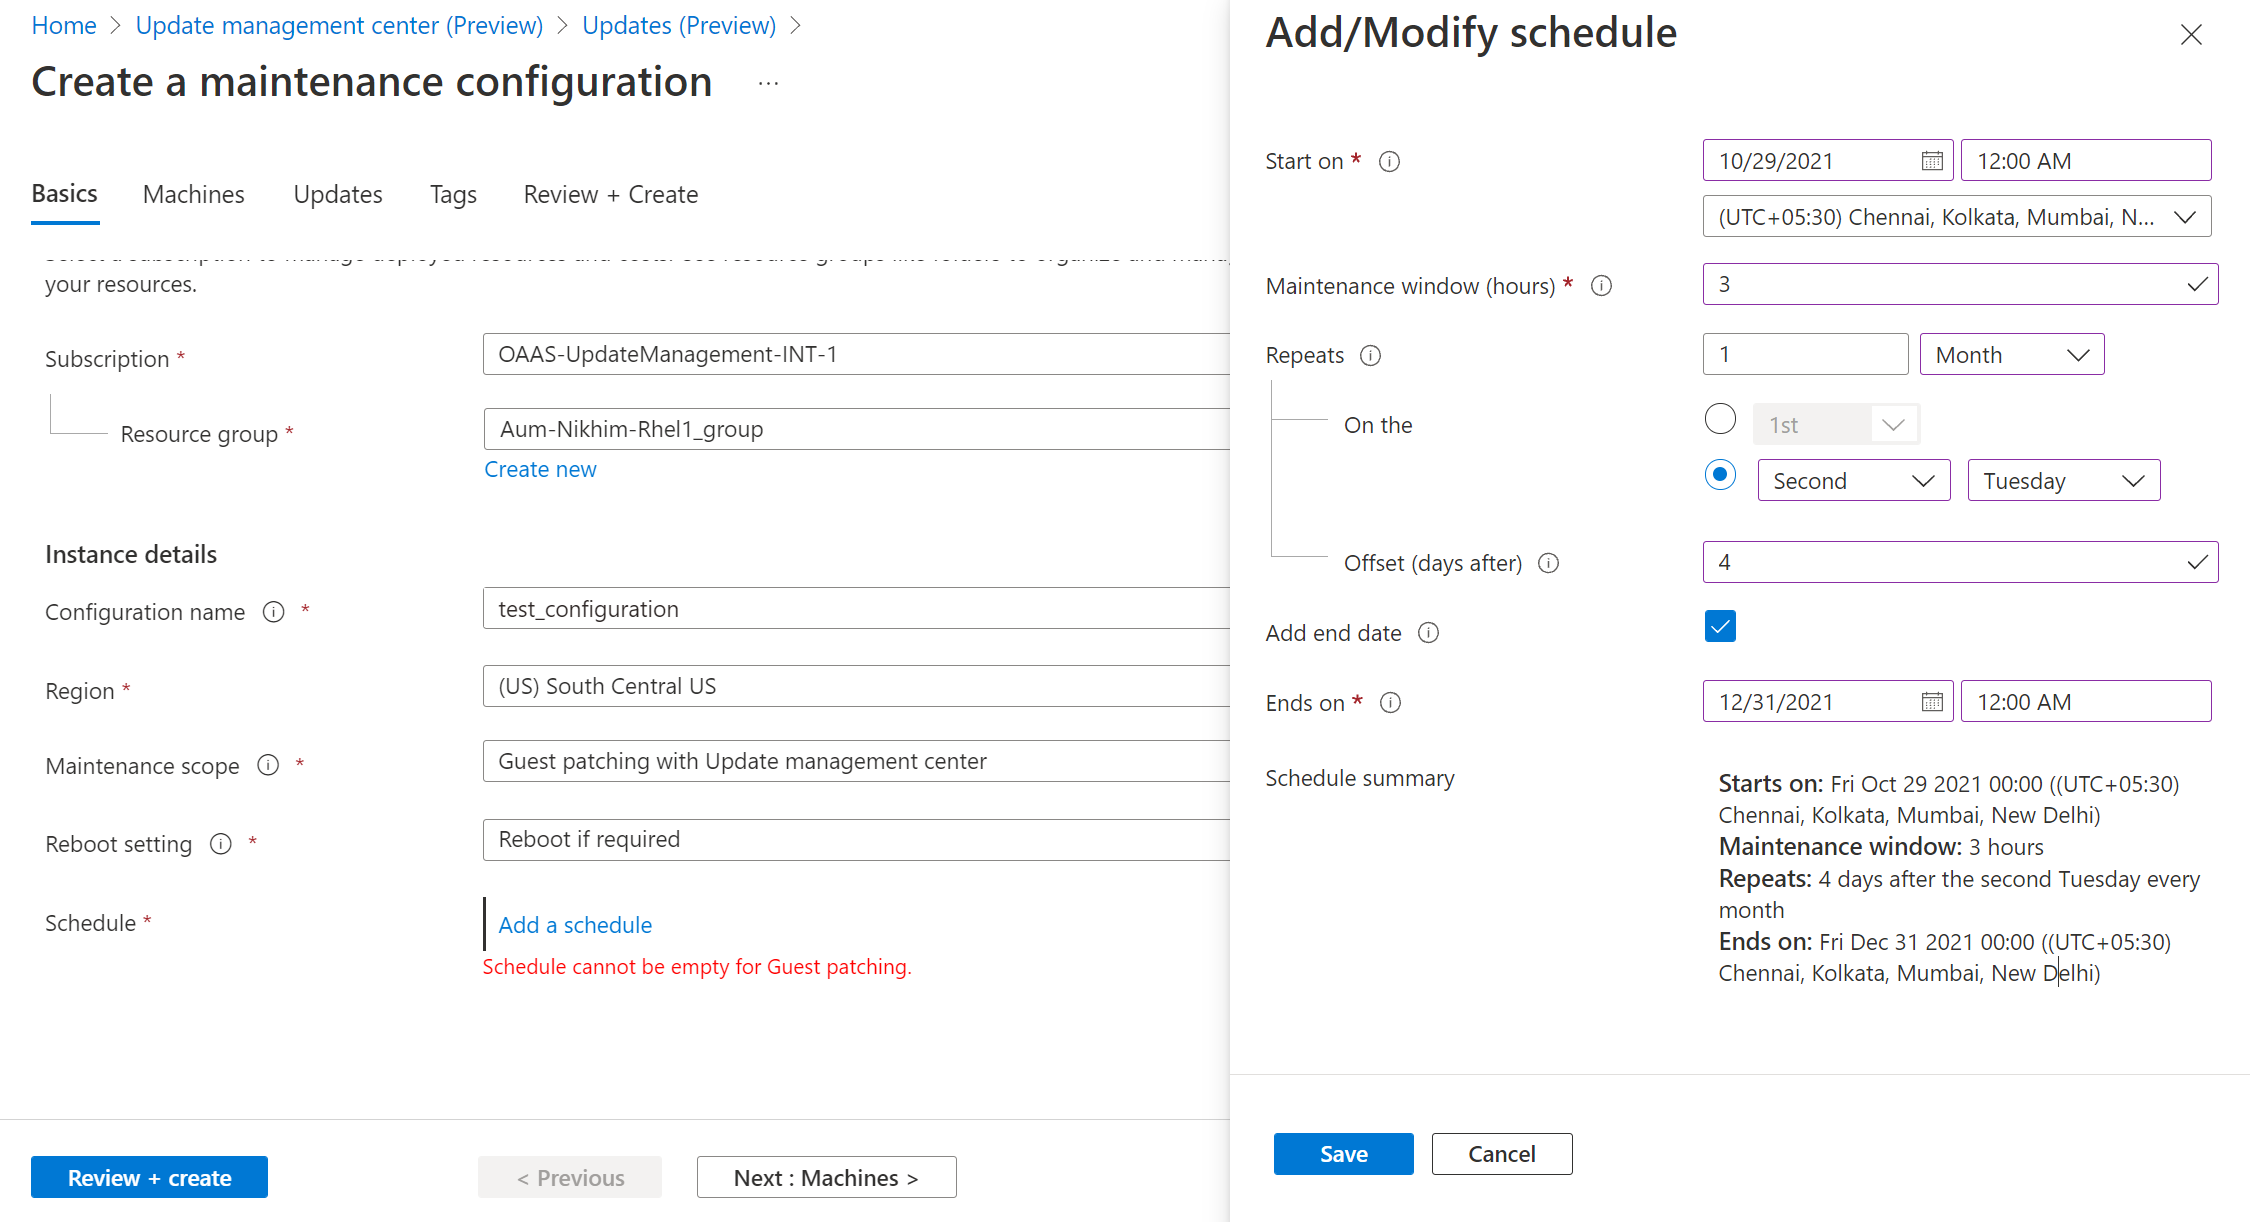 Home > Update management center (Preview) > Updates (Preview) >
Create a maintenance configuration ...
Basics Machines Updates Tags Review + Create
your resources.
Subscription *
OAAS-UpdateManagement-INT-1
Resource group *
Aum-Nikhim-Rhel1_group
Create new
Instance details
Configuration name *
test_configuration
Region *
(US) South Central US
Maintenance scope *
Guest patching with Update management center
Reboot setting *
Reboot if required
Schedule *
Add a schedule
Schedule cannot be empty for Guest patching.
Review + create
< Previous
Next : Machines >
Add/Modify schedule
Start on *
10/29/2021
12:00 AM
(UTC+05:30) Chennai, Kolkata, Mumbai, N...
Maintenance window (hours) *
3
Repeats
1
Month
On the
1st
Second
Tuesday
Offset (days after)
4
Add end date
Ends on *
12/31/2021
12:00 AM
Schedule summary
Starts on: Fri Oct 29 2021 00:00 ((UTC+05:30)
Chennai, Kolkata, Mumbai, New Delhi)
Maintenance window: 3 hours
Repeats: 4 days after the second Tuesday every
month
Ends on: Fri Dec 31 2021 00:00 ((UTC+05:30)
Chennai, Kolkata, Mumbai, New Delhi)
Save
Cancel